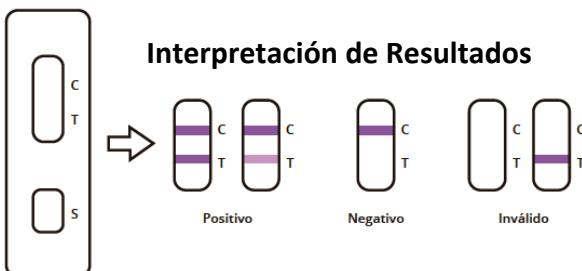 Interpretación de Resultados
C
T
S
C
T
C
T
Positivo
C
T
Negativo
C
T
C
T
Inválido